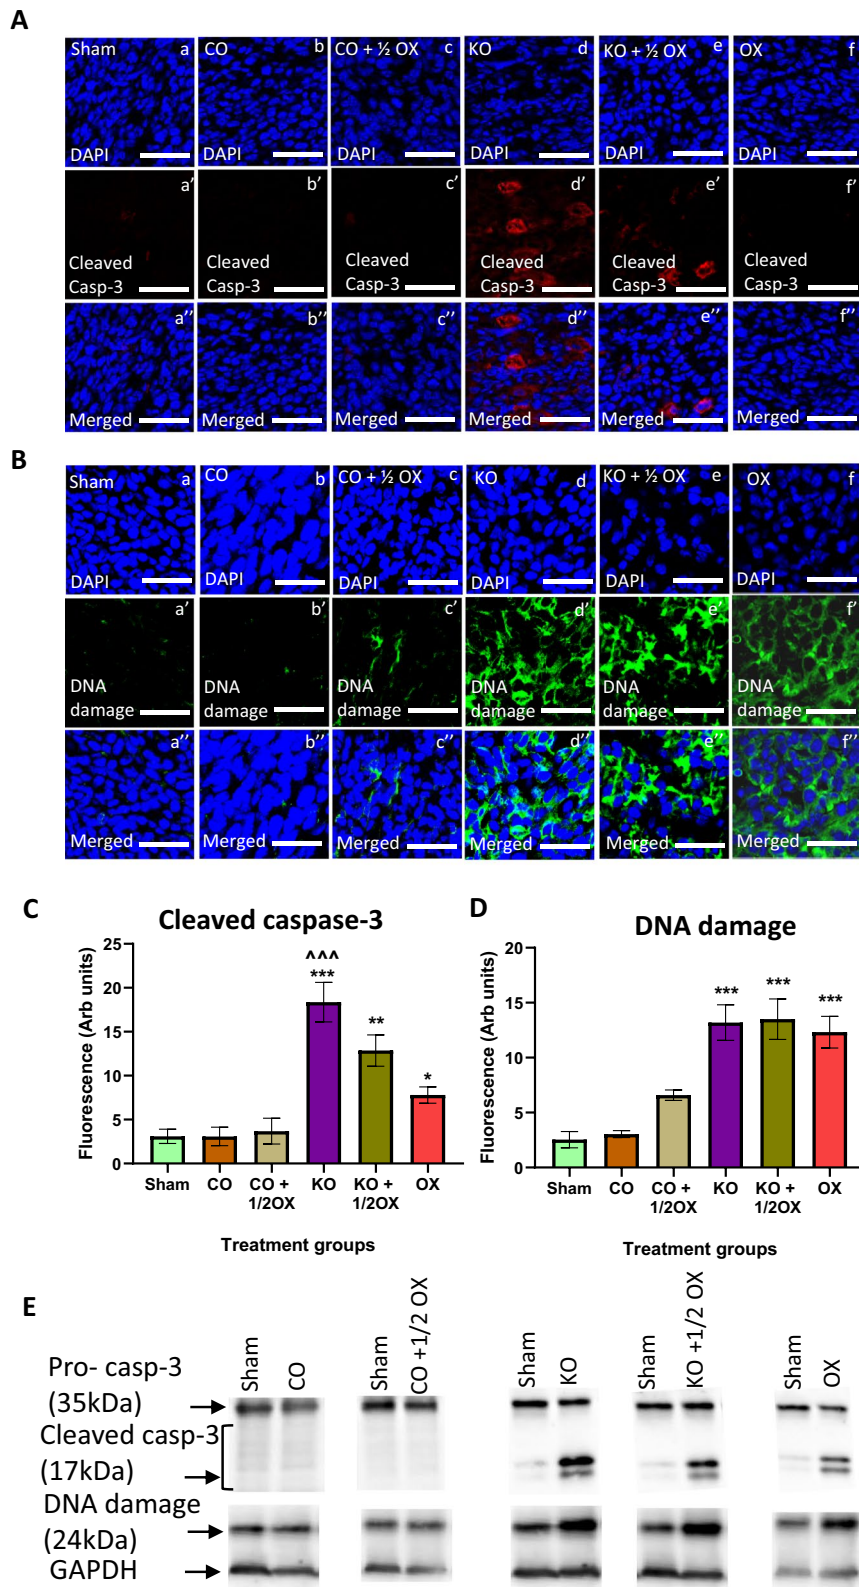 A
Sham a CO b CO + ½ OX c KO d KO + ½ OX e OX f
DAPI DAPI DAPI DAPI DAPI DAPI
a' b' c' d' e' f'
Cleaved Cleaved Cleaved Cleaved Cleaved Cleaved
Casp-3 Casp-3 Casp-3 Casp-3 Casp-3 Casp-3
a'' b'' c'' d'' e'' f''
Merged Merged Merged Merged Merged Merged
B
Sham a CO b CO + ½ OX c KO d KO + ½ OX e OX f
DAPI DAPI DAPI DAPI DAPI DAPI
a' b' c' d' e' f'
DNA DNA DNA DNA DNA DNA
damage damage damage damage damage damage
a'' b'' c'' d'' e'' f''
Merged Merged Merged Merged Merged Merged
C
Cleaved caspase-3
Fluorescence (Arb units)
25
20
15
10
5
0
^^^
***
**
*
Sham CO CO + KO KO + OX
1/2OX 1/2OX
Treatment groups
D
DNA damage
Fluorescence (Arb units)
20
15
10
5
0
*** *** ***
Sham CO CO + KO KO + OX
1/2OX 1/2OX
Treatment groups
E
Sham CO Sham CO +1/2 OX Sham KO Sham KO +1/2 OX Sham OX
Pro- casp-3
(35kDa)
Cleaved casp-3
(17kDa)
DNA damage
(24kDa)
GAPDH